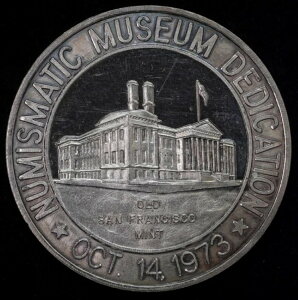 NUMISMATIC MUSEUM DEDICATION
OLD
SAN FRANCISCO
MINT
★ OCT. 14, 1973 ★